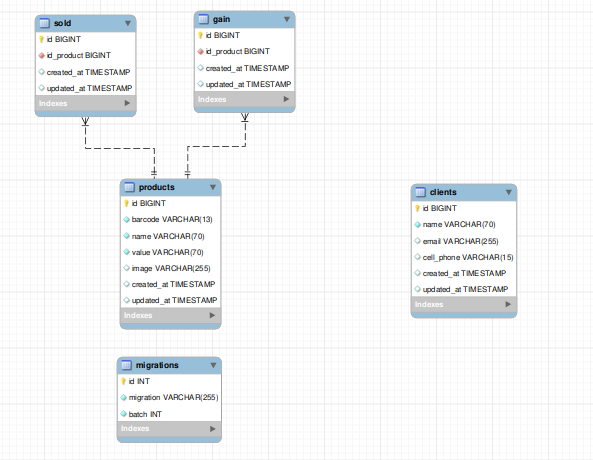 sold
id BIGINT
id_product BIGINT
created_at TIMESTAMP
updated_at TIMESTAMP
Indexes
gain
id BIGINT
id_product BIGINT
created_at TIMESTAMP
updated_at TIMESTAMP
Indexes
products
id BIGINT
barcode VARCHAR(13)
name VARCHAR(70)
value VARCHAR(70)
image VARCHAR(255)
created_at TIMESTAMP
updated_at TIMESTAMP
Indexes
clients
id BIGINT
name VARCHAR(70)
email VARCHAR(255)
cell_phone VARCHAR(15)
created_at TIMESTAMP
updated_at TIMESTAMP
Indexes
migrations
id INT
migration VARCHAR(255)
batch INT
Indexes